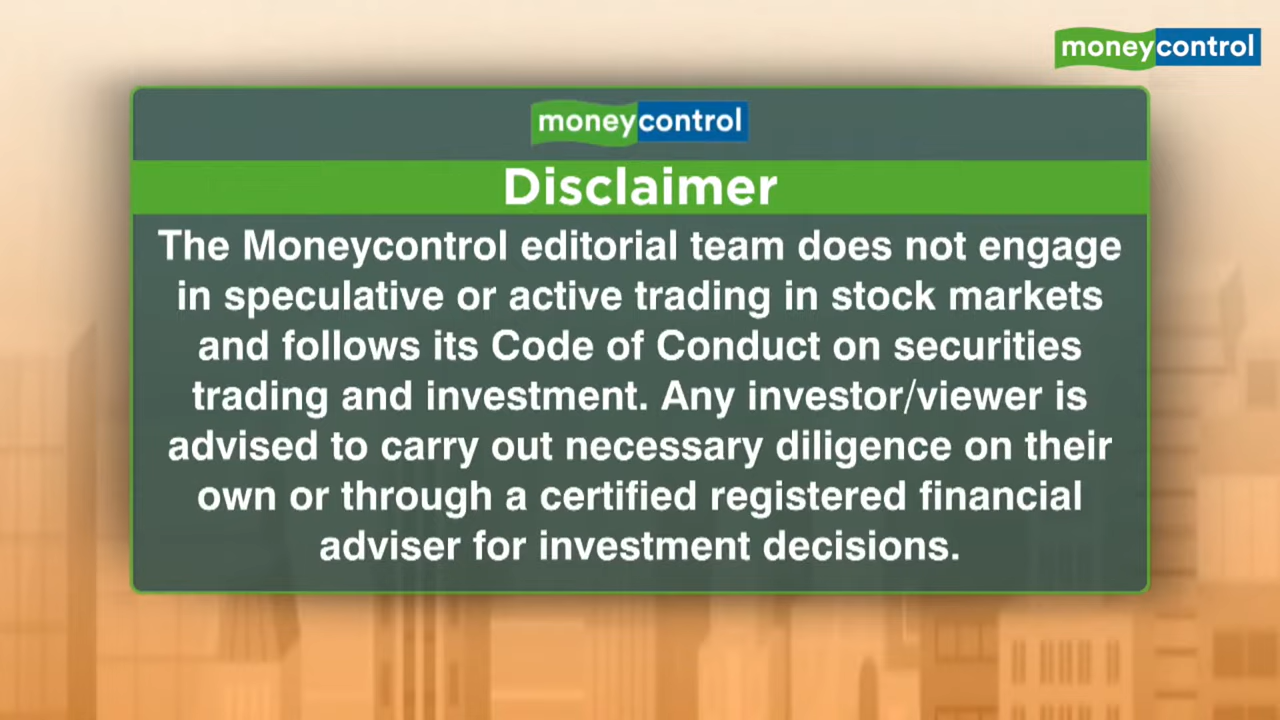 moneycontrol
moneycontrol
Disclaimer
The Moneycontrol editorial team does not engage
in speculative or active trading in stock markets
and follows its Code of Conduct on securities
trading and investment. Any investor/viewer is
advised to carry out necessary diligence on their
own or through a certified registered financial
adviser for investment decisions.